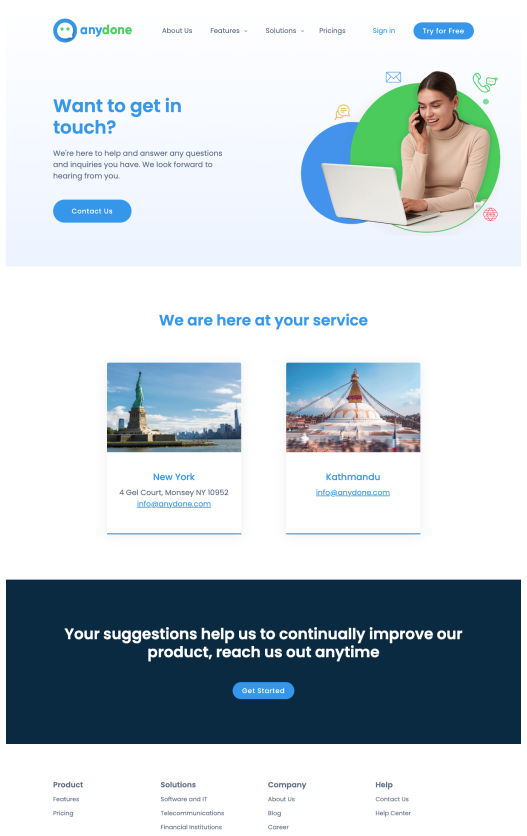 anydone
About Us
Features
Solutions
Pricings
Sign in
Try for Free
Want to get in
touch?
We're here to help and answer any questions
and inquiries you have. We look forward to
hearing from you.
Contact Us
We are here at your service
New York
4 Gel Court, Monsey NY 10952
info@anydone.com
Kathmandu
info@anydone.com
Your suggestions help us to continually improve our
product, reach us out anytime
Get Started
Product
Features
Pricing
Solutions
Software and IT
Telecommunications
Financial Institutions
Company
About Us
Blog
Career
Help
Contact Us
Help Center